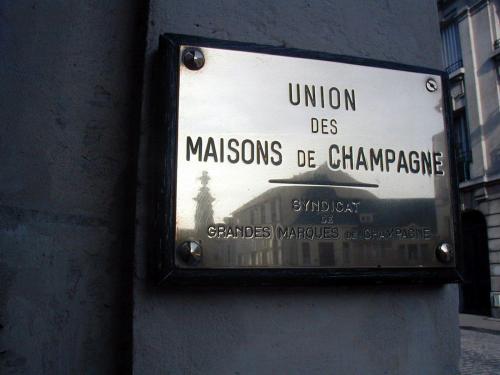 UNION
DES
MAISONS DE CHAMPAGNE
SYNDICAT
DE
GRANDES MARQUES DE CHAMPAGNE